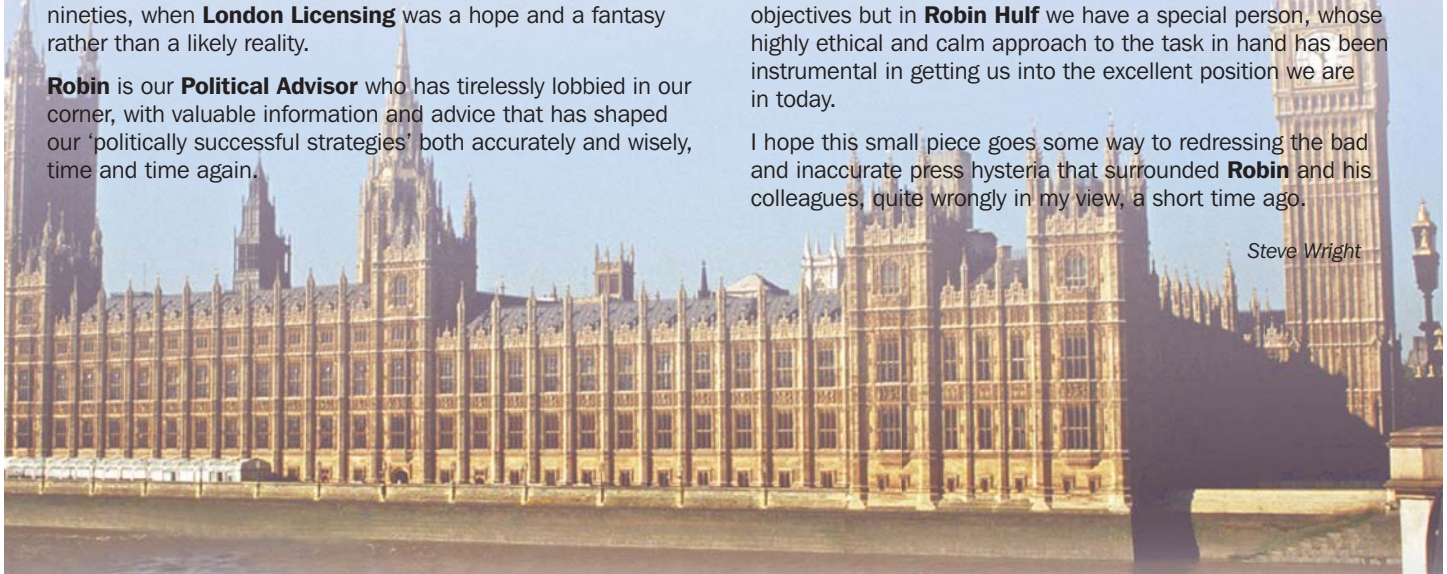 nineties, when London Licensing was a hope and a fantasy
rather than a likely reality.
Robin is our Political Advisor who has tirelessly lobbied in our
corner, with valuable information and advice that has shaped
our ‘politically successful strategies’ both accurately and wisely,
time and time again.
objectives but in Robin Hulf we have a special person, whose
highly ethical and calm approach to the task in hand has been
instrumental in getting us into the excellent position we are
in today.
I hope this small piece goes some way to redressing the bad
and inaccurate press hysteria that surrounded Robin and his
colleagues, quite wrongly in my view, a short time ago.
Steve Wright